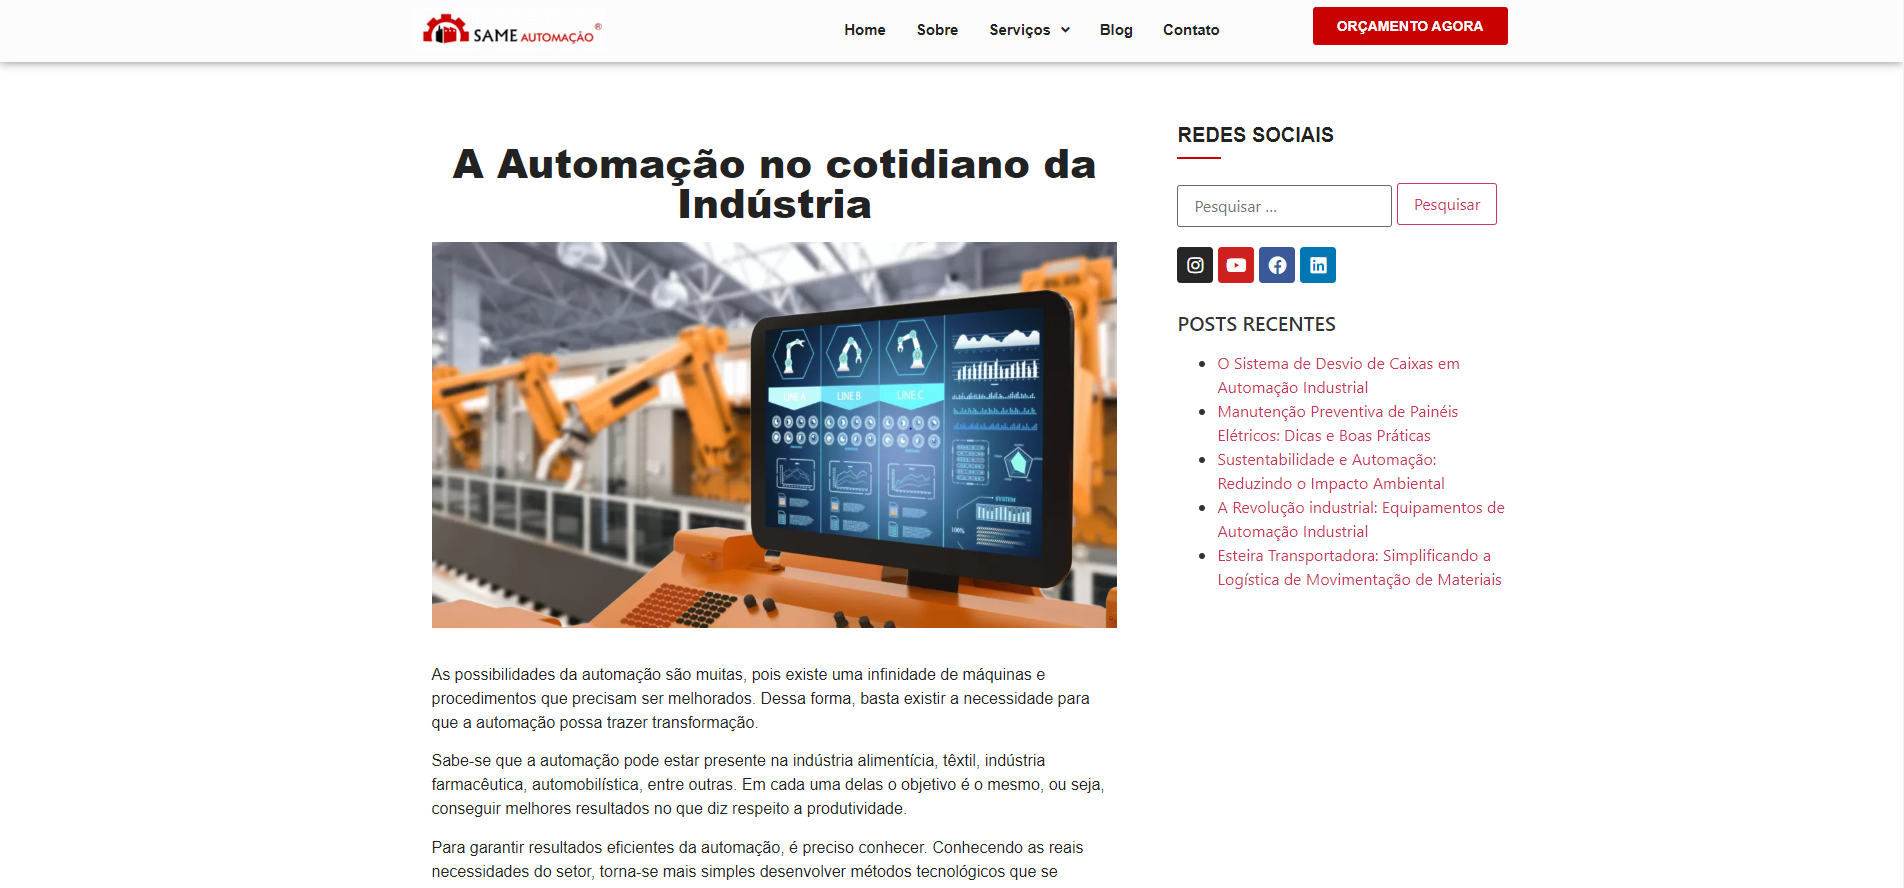 SAME AUTOMAÇÃO®
Home
Sobre
Serviços
Blog
Contato
ORÇAMENTO AGORA
A Automação no cotidiano da
Indústria
LINE A
LINE B
LINE C
SYSTEM
100%
As possibilidades da automação são muitas, pois existe uma infinidade de máquinas e
procedimentos que precisam ser melhorados. Dessa forma, basta existir a necessidade para
que a automação possa trazer transformação.
Sabe-se que a automação pode estar presente na indústria alimentícia, têxtil, indústria
farmacêutica, automobilística, entre outras. Em cada uma delas o objetivo é o mesmo, ou seja,
conseguir melhores resultados no que diz respeito a produtividade.
Para garantir resultados eficientes da automação, é preciso conhecer. Conhecendo as reais
necessidades do setor, torna-se mais simples desenvolver métodos tecnológicos que se
REDES SOCIAIS
Pesquisar ...
Pesquisar
POSTS RECENTES
O Sistema de Desvio de Caixas em
Automação Industrial
Manutenção Preventiva de Painéis
Elétricos: Dicas e Boas Práticas
Sustentabilidade e Automação:
Reduzindo o Impacto Ambiental
A Revolução industrial: Equipamentos de
Automação Industrial
Esteira Transportadora: Simplificando a
Logística de Movimentação de Materiais